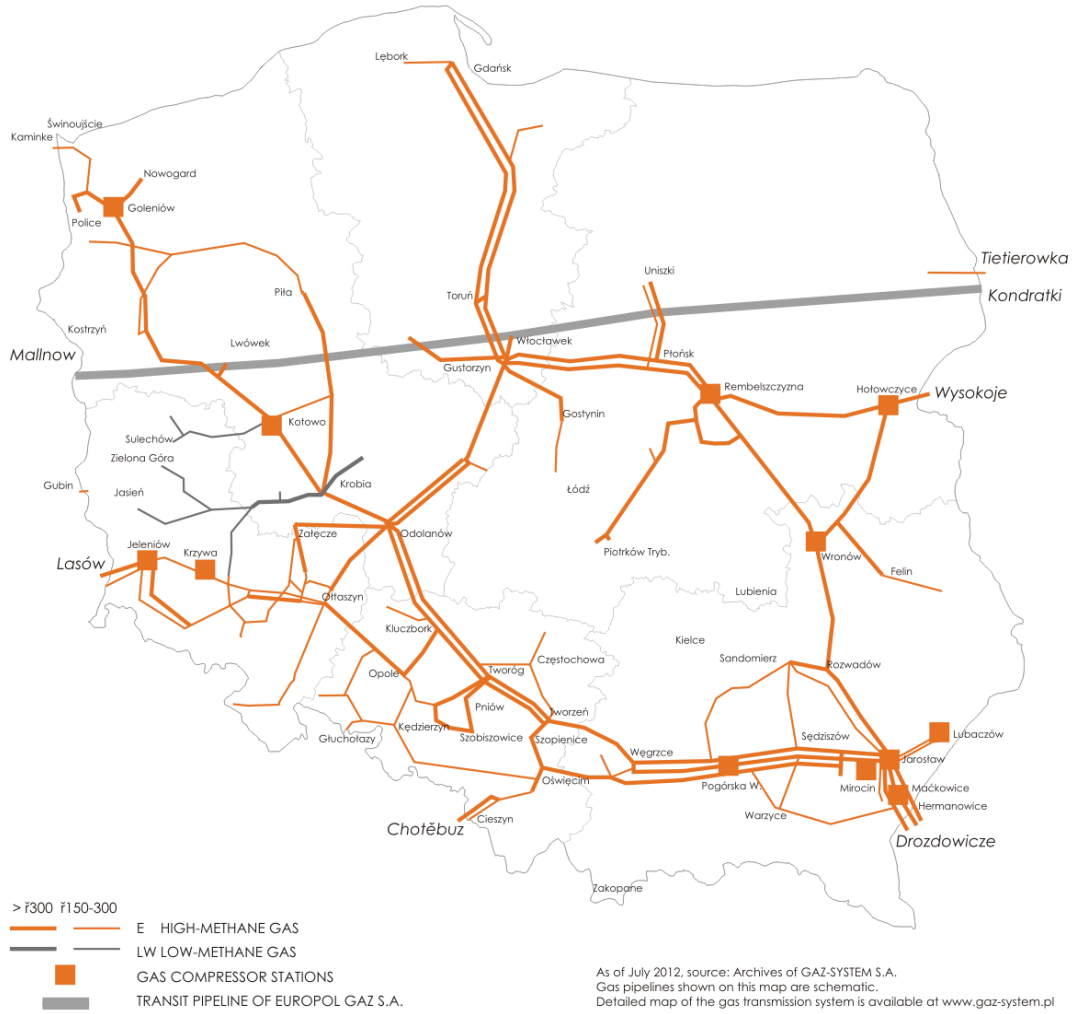 Lębork
Gdańsk
Świnoujście
Kaminke
Nowogard
Goleniów
Police
Tietierowka
Uniszki
Kondratki
Piła
Toruń
Kostrzyń
Włocławek
Lwówek
Mallnow
Gustorzyn
Płońsk
Rembelszczyzna
Hołowczyce
Wysokoje
Gostynin
Kotowo
Sulechów
Zielona Góra
Gubin
Jasień
Krobia
Łódź
Załęcze
Odolanów
Jeleniów
Krzywa
Piotrków Tryb.
Wronów
Lasów
Felin
Lubienia
Ołtaszyn
Kluczbork
Kielce
Częstochowa
Sandomierz
Rozwadów
Opole
Tworóg
Pniów
Tworzeń
Kędzierzyn
Głuchołazy
Szobiszowice
Szopienice
Sędziszów
Lubaczów
Węgrzce
Jarosław
Oświęcim
Pogórska W.
Mirocin
Maćkowice
Hermanowice
Warzyce
Cieszyn
Chotěbuz
Drozdowicze
Zakopane
> ř300 ř150-300
E HIGH-METHANE GAS
LW LOW-METHANE GAS
GAS COMPRESSOR STATIONS
TRANSIT PIPELINE OF EUROPOL GAZ S.A.
As of July 2012, source: Archives of GAZ-SYSTEM S.A.
Gas pipelines shown on this map are schematic.
Detailed map of the gas transmission system is available at www.gaz-system.pl